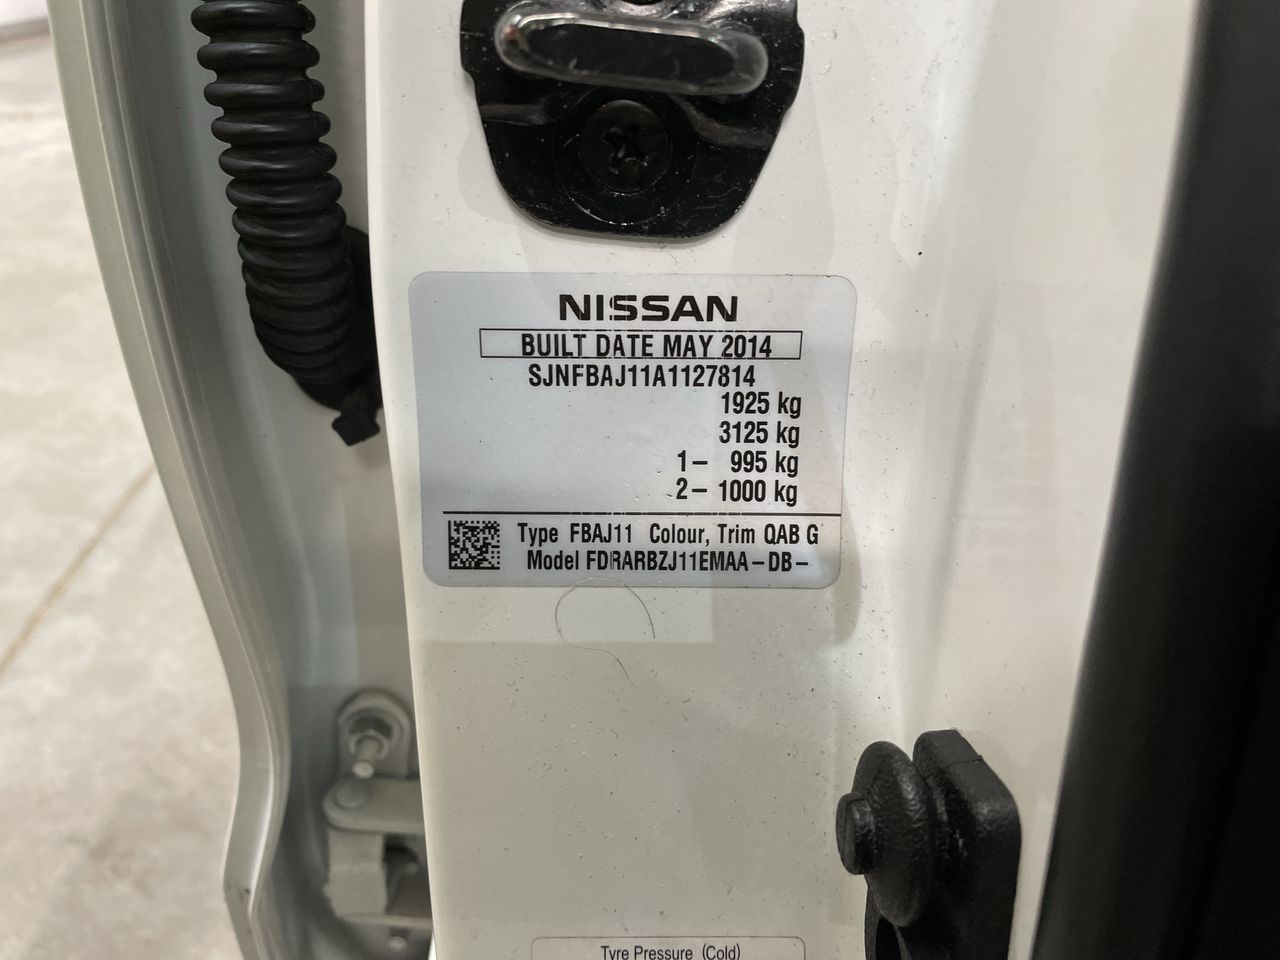 NISSAN
BUILT DATE MAY 2014
SJNFBAJ11A1127814
1925 kg
3125 kg
1 – 995 kg
2 – 1000 kg
Type FBAJ11 Colour, Trim QAB G
Model FDRARBZJ11EMAA – DB –
Tyre Pressure (Cold)